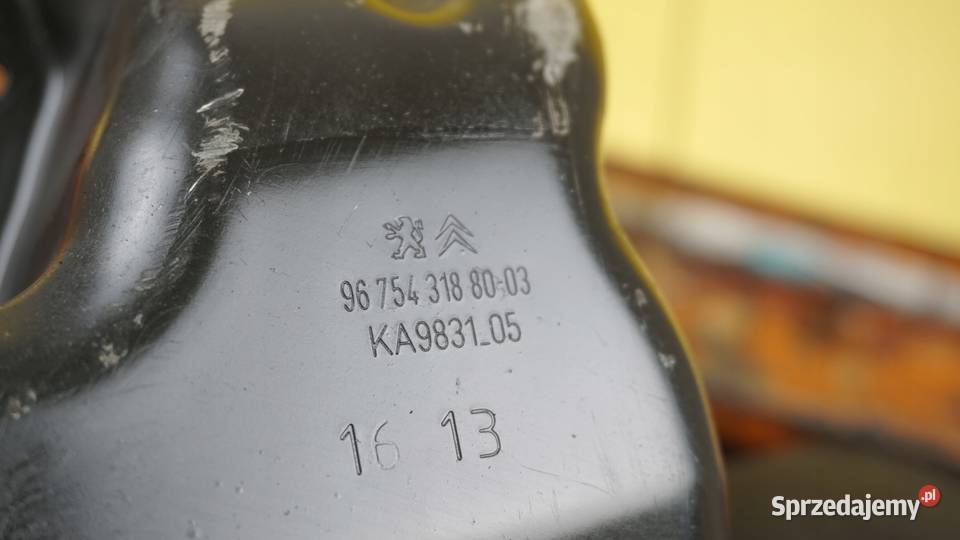 96 754 318 80-03
KA9831_05
16 13
Sprzedajemy.pl